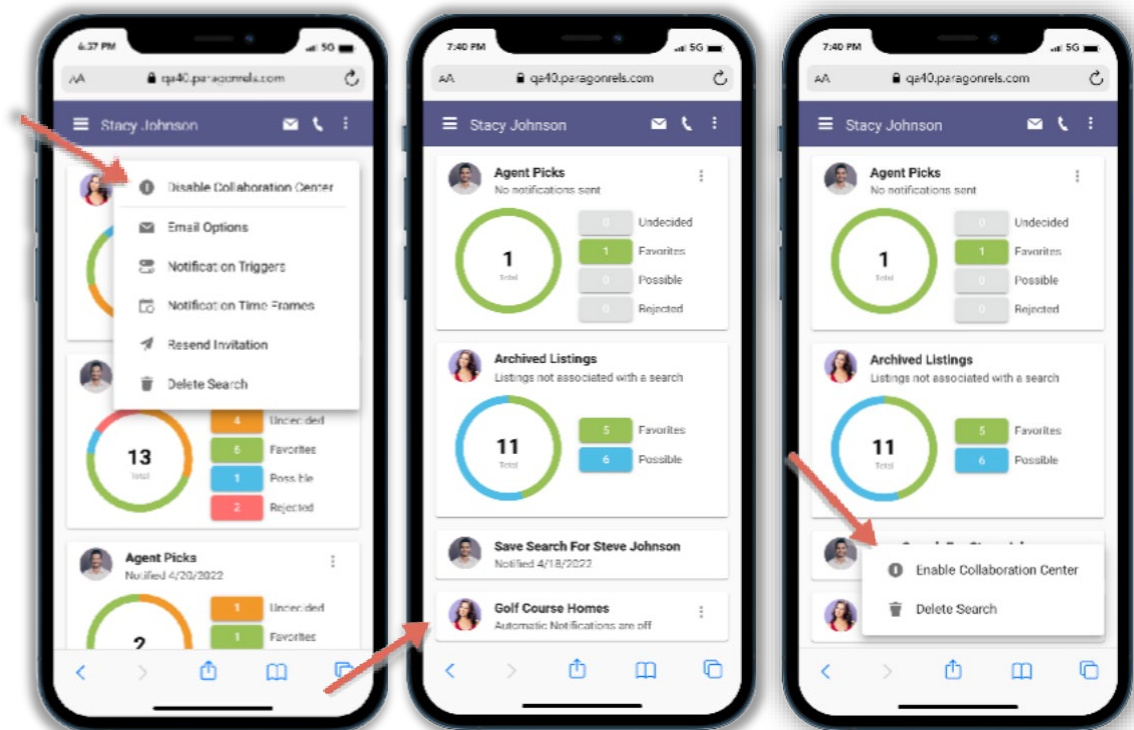 6:37 PM
5G
AA
qa40.paragonrels.com
Stacy Johnson
Disable Collaboration Center
Email Options
Notification Triggers
Notification Time Frames
Resend Invitation
Delete Search
13
Total
4 Undecided
6 Favorites
1 Possible
2 Rejected
Agent Picks
Notified 4/20/2022
2
1 Undecided
1 Favorites
7:40 PM
5G
AA
qa40.paragonrels.com
Stacy Johnson
Agent Picks
No notifications sent
1
Total
0 Undecided
1 Favorites
0 Possible
0 Rejected
Archived Listings
Listings not associated with a search
11
Total
5 Favorites
6 Possible
Save Search For Steve Johnson
Notified 4/18/2022
Golf Course Homes
Automatic Notifications are off
7:40 PM
5G
AA
qa40.paragonrels.com
Stacy Johnson
Agent Picks
No notifications sent
1
Total
0 Undecided
1 Favorites
0 Possible
0 Rejected
Archived Listings
Listings not associated with a search
11
Total
5 Favorites
6 Possible
Enable Collaboration Center
Delete Search